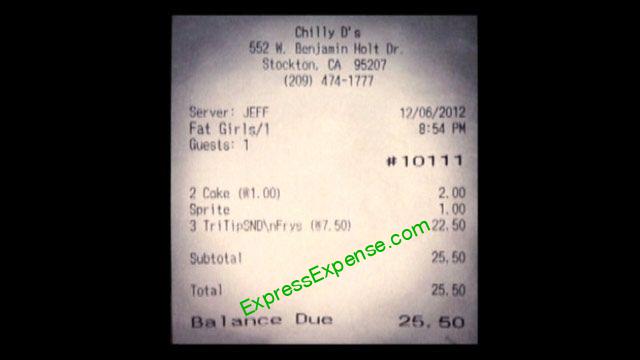 Chilly D's
552 W. Benjamin Holt Dr.
Stockton, CA 95207
(209) 474-1777
Server: JEFF 12/06/2012
Fat Girls/1 8:54 PM
Guests: 1
#10111
2 Coke (@1.00) 2.00
Sprite 1.00
3 TriTipSND\nFrys (@7.50) 22.50
Subtotal 25.50
Total 25.50
Balance Due 25.50
ExpressExpense.com